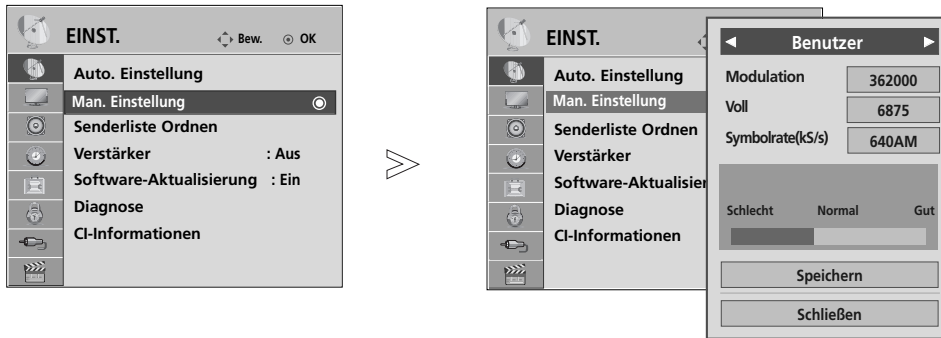 EINST.
Bew. OK
Auto. Einstellung
Man. Einstellung
Senderliste Ordnen
Verstärker : Aus
Software-Aktualisierung : Ein
Diagnose
CI-Informationen
EINST.
Auto. Einstellung
Man. Einstellung
Senderliste Ordnen
Verstärker
Software-Aktualisier
Diagnose
CI-Informationen
Benutzer
Modulation 362000
Voll 6875
Symbolrate(kS/s) 640AM
Schlecht Normal Gut
Speichern
Schließen